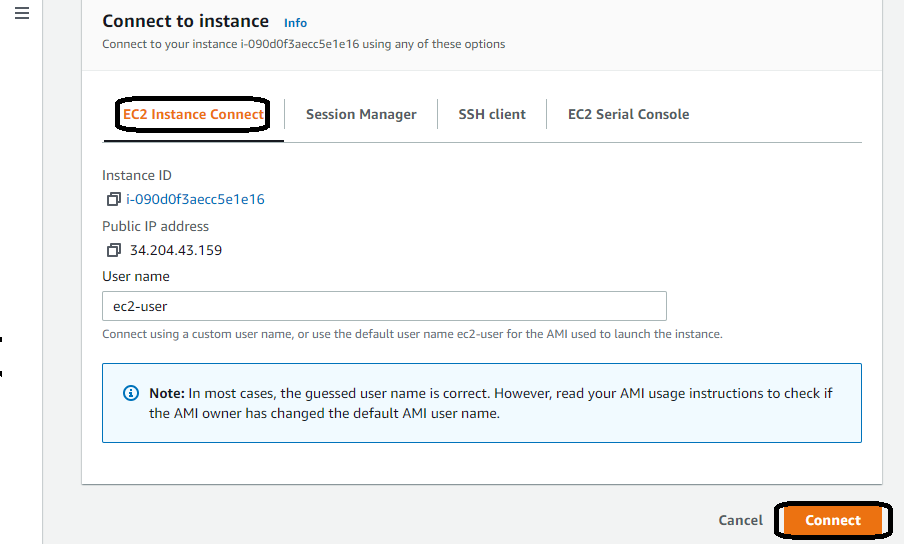 Connect to instance Info
Connect to your instance i-090d0f3aecc5e1e16 using any of these options
EC2 Instance Connect
Session Manager
SSH client
EC2 Serial Console
Instance ID
i-090d0f3aecc5e1e16
Public IP address
34.204.43.159
User name
ec2-user
Connect using a custom user name, or use the default user name ec2-user for the AMI used to launch the instance.
Note: In most cases, the guessed user name is correct. However, read your AMI usage instructions to check if
the AMI owner has changed the default AMI user name.
Cancel
Connect